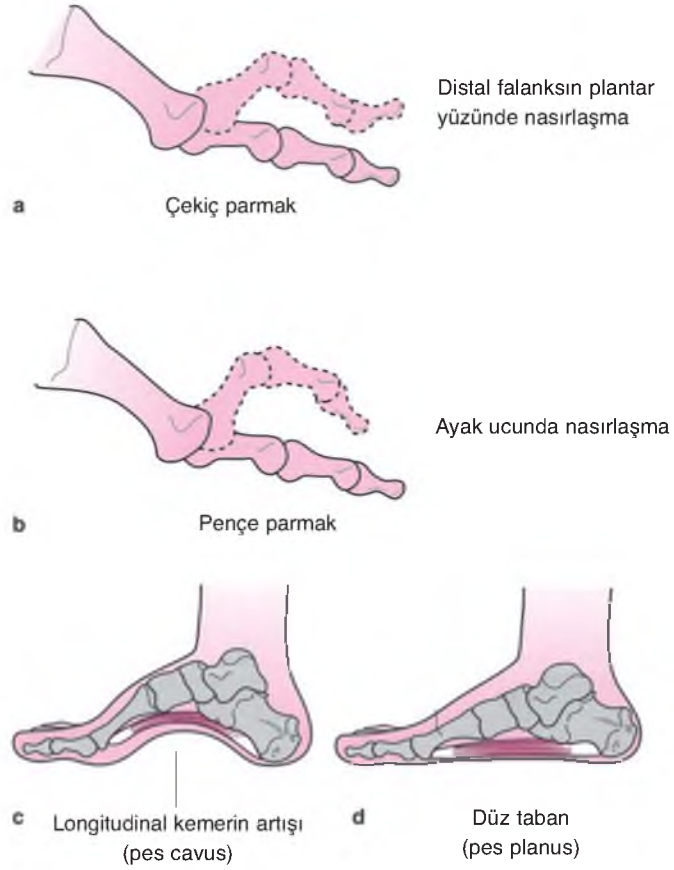 Distal falanksın plantar
yüzünde nasırlaşma
a
Çekiç parmak
Ayak ucunda nasırlaşma
b
Pençe parmak
c
Longitudinal kemerin artışı
(pes cavus)
d
Düz taban
(pes planus)